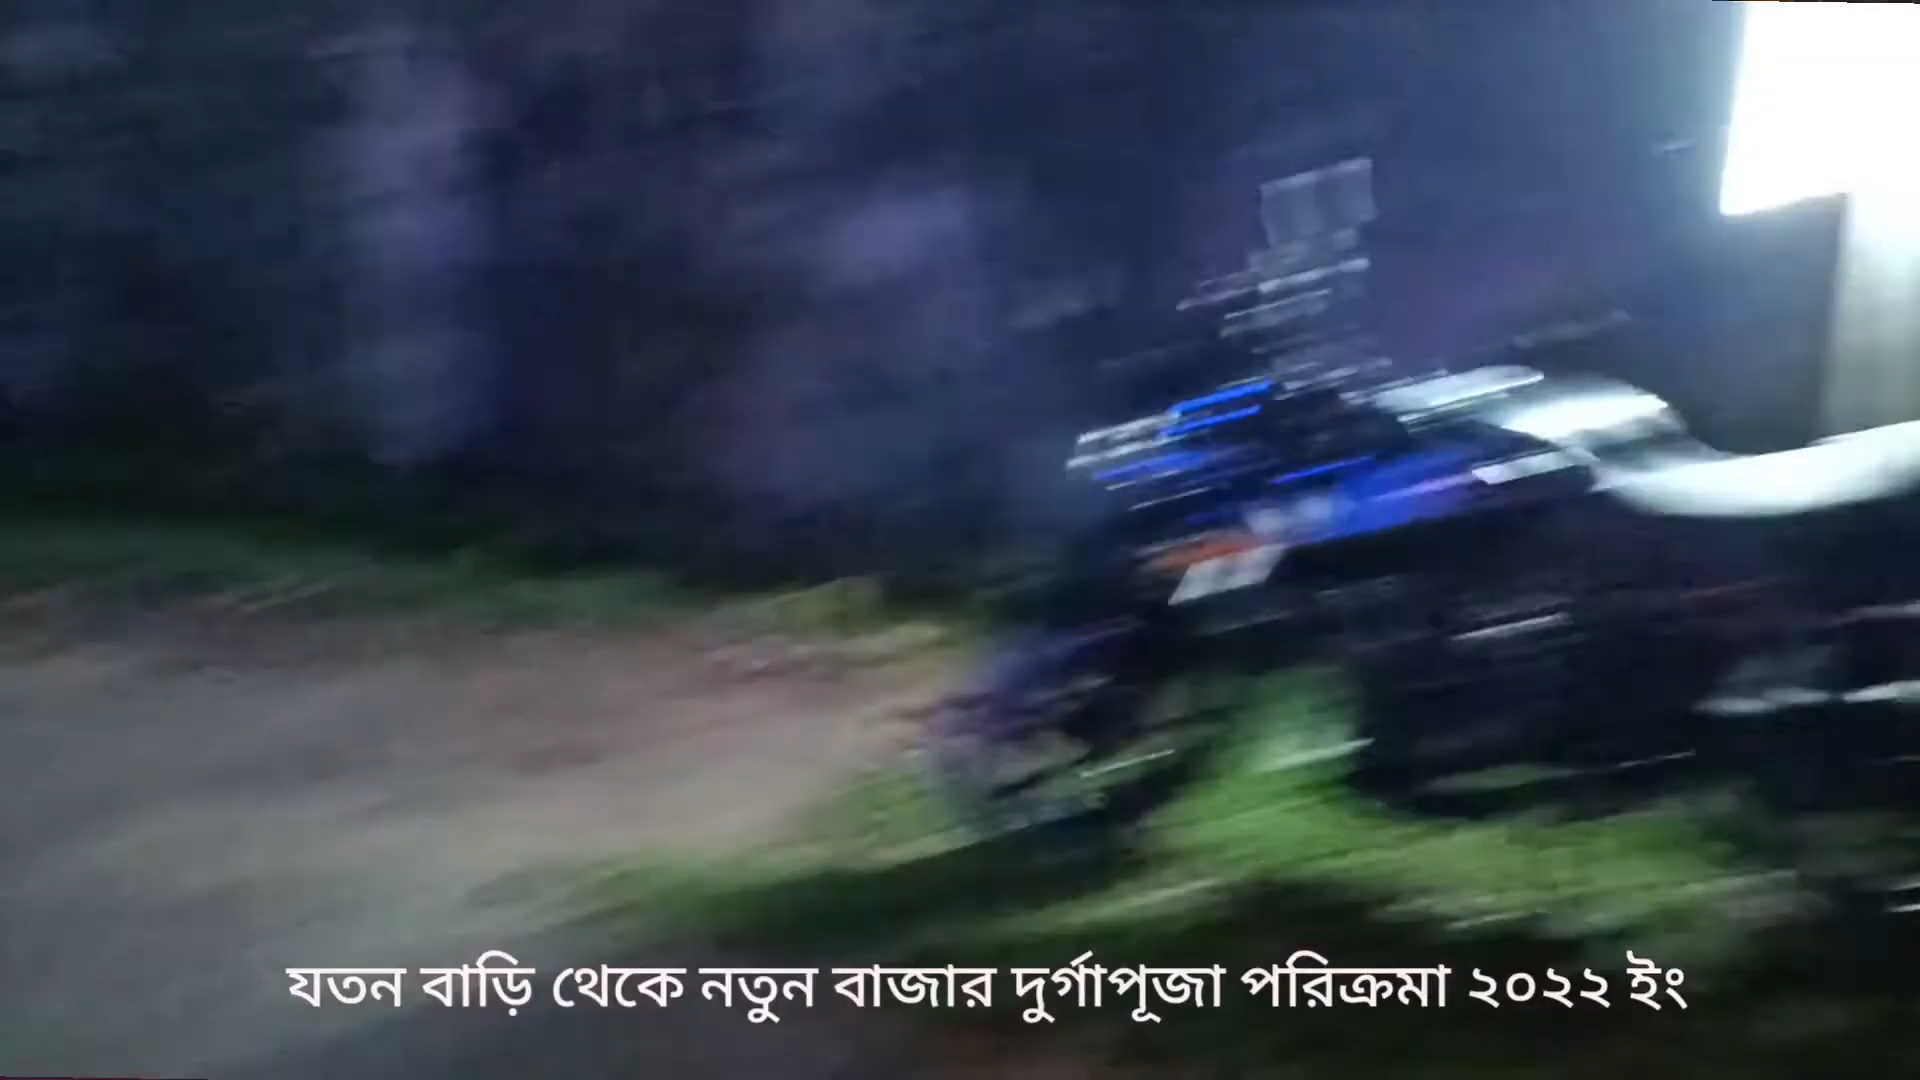 যতন বাড়ি থেকে নতুন বাজার দুর্গাপূজা পরিক্রমা ২০২২ ইং